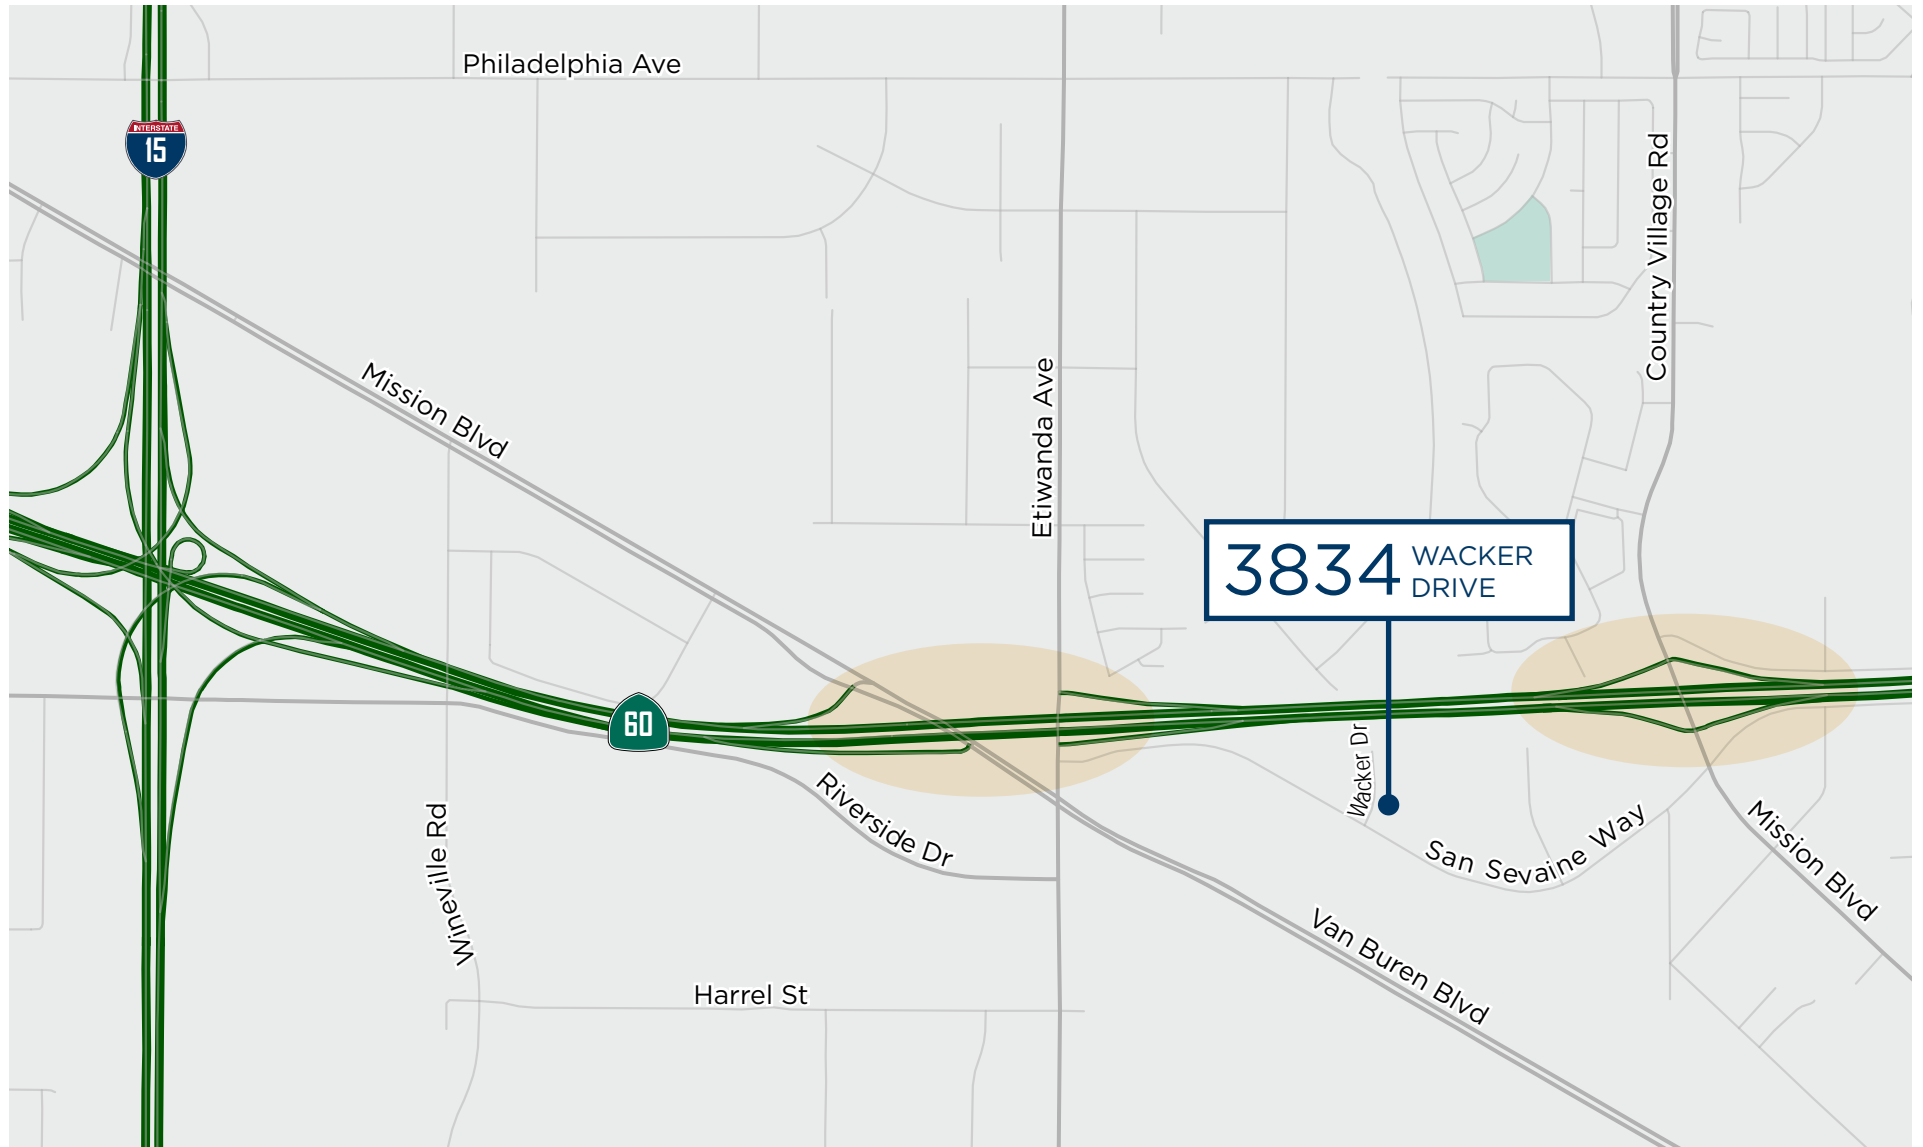 Philadelphia Ave
INTERSTATE
15
Country Village Rd
Mission Blvd
Etiwanda Ave
3834 WACKER
DRIVE
60
Wacker Dr
Riverside Dr
Wineville Rd
San Sevaine Way
Mission Blvd
Van Buren Blvd
Harrel St